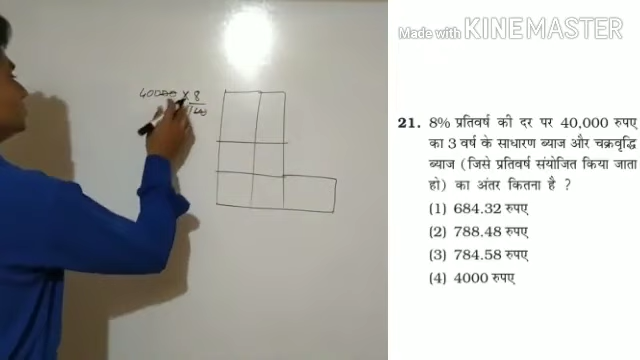 Made with KINEMASTER
40000 × 8
100
21. 8% प्रतिवर्ष की दर पर 40,000 रुपए
का 3 वर्ष के साधारण ब्याज और चक्रवृद्धि
ब्याज (जिसे प्रतिवर्ष संयोजित किया जाता
हो) का अंतर कितना है ?
(1) 684.32 रुपए
(2) 788.48 रुपए
(3) 784.58 रुपए
(4) 4000 रुपए